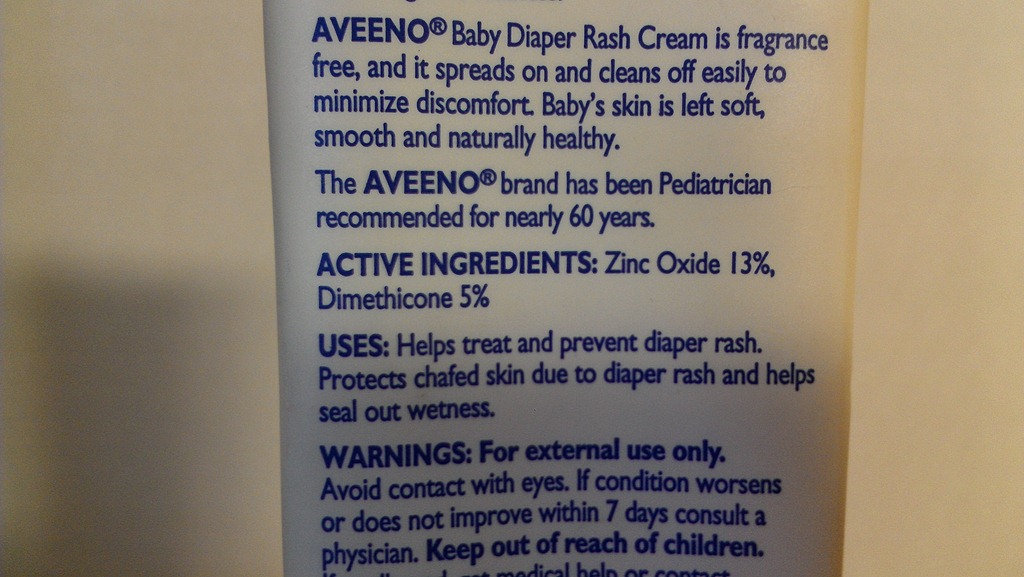 AVEENO® Baby Diaper Rash Cream is fragrance
free, and it spreads on and cleans off easily to
minimize discomfort. Baby's skin is left soft,
smooth and naturally healthy.
The AVEENO® brand has been Pediatrician
recommended for nearly 60 years.
ACTIVE INGREDIENTS: Zinc Oxide 13%,
Dimethicone 5%
USES: Helps treat and prevent diaper rash.
Protects chafed skin due to diaper rash and helps
seal out wetness.
WARNINGS: For external use only.
Avoid contact with eyes. If condition worsens
or does not improve within 7 days consult a
physician. Keep out of reach of children.
medical help or contact